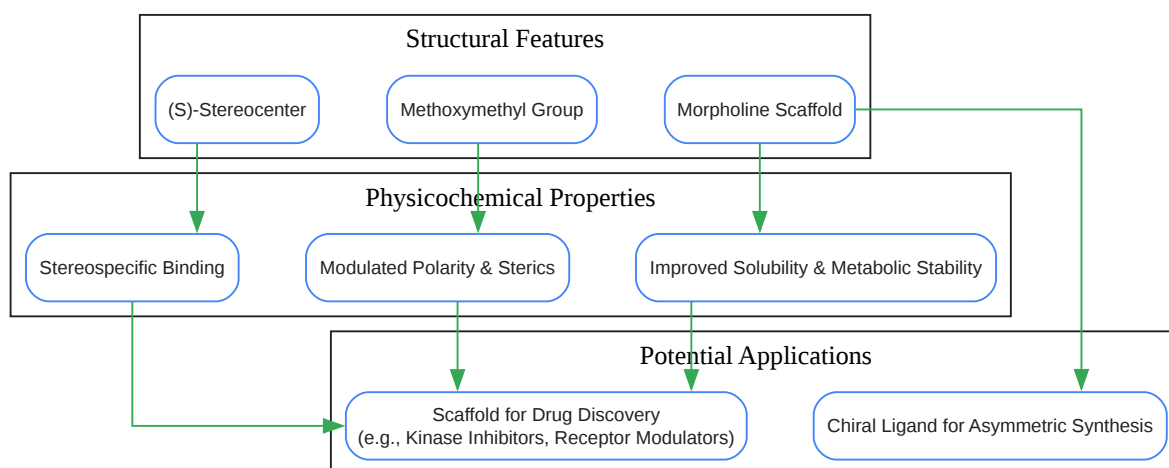 Structural Features
(S)-Stereocenter
Methoxymethyl Group
Morpholine Scaffold
Physicochemical Properties
Stereospecific Binding
Modulated Polarity & Sterics
Improved Solubility & Metabolic Stability
Potential Applications
Scaffold for Drug Discovery
(e.g., Kinase Inhibitors, Receptor Modulators)
Chiral Ligand for Asymmetric Synthesis